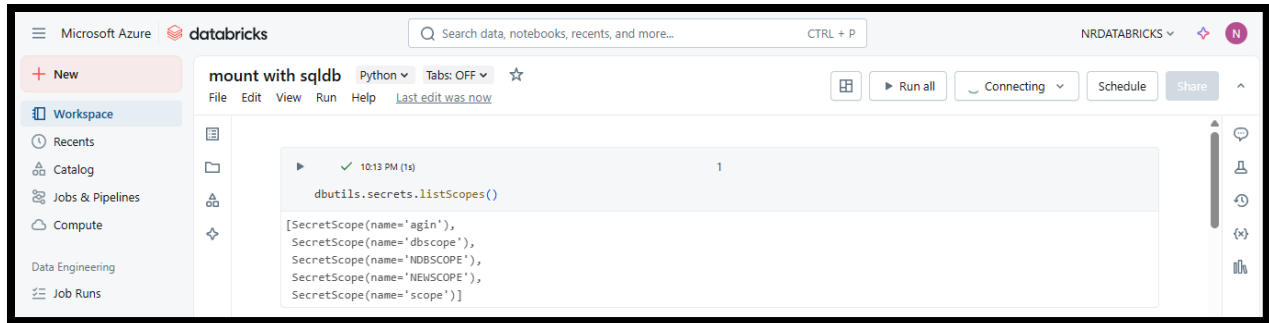 Microsoft Azure databricks Search data, notebooks, recents, and more... CTRL + P NRDATABRICKS N
New
Workspace
Recents
Catalog
Jobs & Pipelines
Compute
Data Engineering
Job Runs
mount with sqldb Python Tabs: OFF
File Edit View Run Help Last edit was now
Run all Connecting Schedule Share
10:13 PM (1s) 1
dbutils.secrets.listScopes()
[SecretScope(name='agin'),
SecretScope(name='dbscope'),
SecretScope(name='NDBSCOPE'),
SecretScope(name='NEWSCOPE'),
SecretScope(name='scope')]
{x}